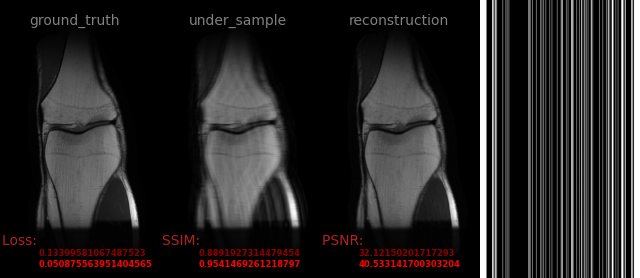 ground_truth under_sample reconstruction
Loss: SSIM: PSNR:
0.13399581067487523 0.8891927314479454 32.12150201717293
0.050875563951404565 0.9541469261218797 40.533141700303204